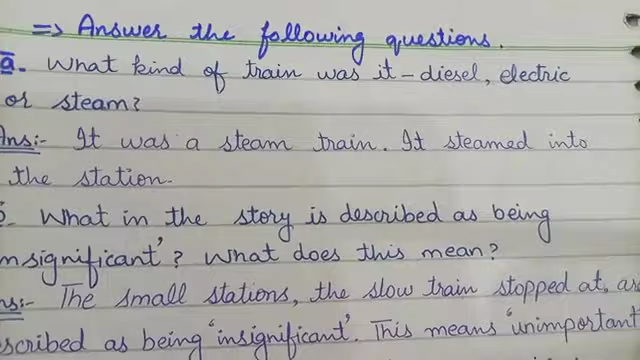 => Answer the following questions.
a. What kind of train was it - diesel, electric
or steam?
Ans:- It was a steam train. It steamed into
the station.
b. What in the story is described as being
insignificant'? What does this mean?
ns:- The small stations, the slow train stopped at, are
scribed as being 'insignificant'. This means 'unimportant